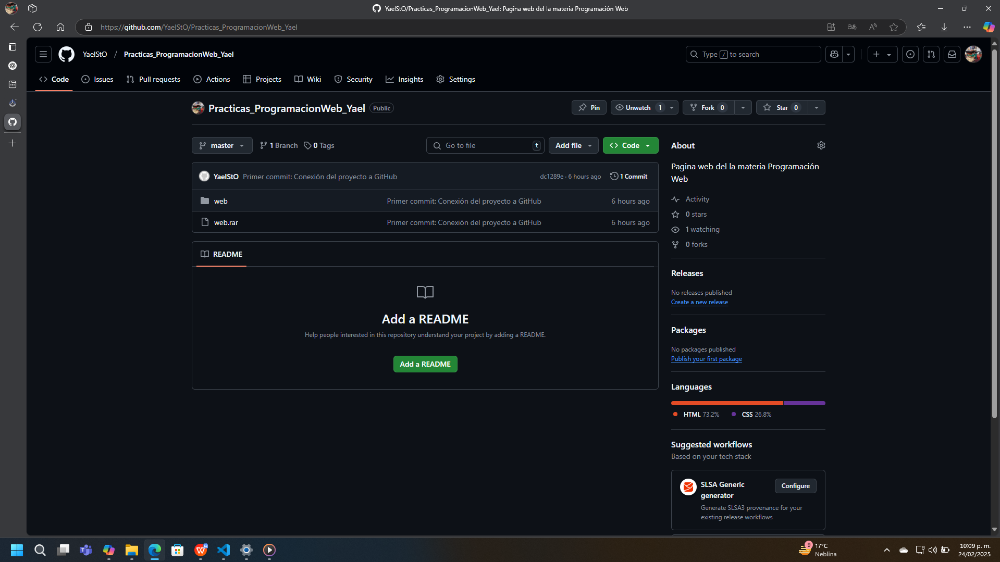 YaelStO/Practicas_ProgramacionWeb_Yael: Pagina web del la materia Programación Web
https://github.com/YaelStO/Practicas_ProgramacionWeb_Yael
YaelStO / Practicas_ProgramacionWeb_Yael
Type / to search
Code
Issues
Pull requests
Actions
Projects
Wiki
Security
Insights
Settings
Practicas_ProgramacionWeb_Yael Public
Pin
Unwatch 1
Fork 0
Star 0
master
1 Branch
0 Tags
Go to file t
Add file
Code
YaelStO Primer commit: Conexión del proyecto a GitHub dc1289e · 6 hours ago 1 Commit
web Primer commit: Conexión del proyecto a GitHub 6 hours ago
web.rar Primer commit: Conexión del proyecto a GitHub 6 hours ago
README
Add a README
Help people interested in this repository understand your project by adding a README.
Add a README
About
Pagina web del la materia Programación
Web
Activity
0 stars
1 watching
0 forks
Releases
No releases published
Create a new release
Packages
No packages published
Publish your first package
Languages
HTML 73.2% CSS 26.8%
Suggested workflows
Based on your tech stack
SLSA Generic
generator
Configure
Generate SLSA3 provenance for your
existing release workflows
9
17°C
Neblina
10:09 p. m.
24/02/2025